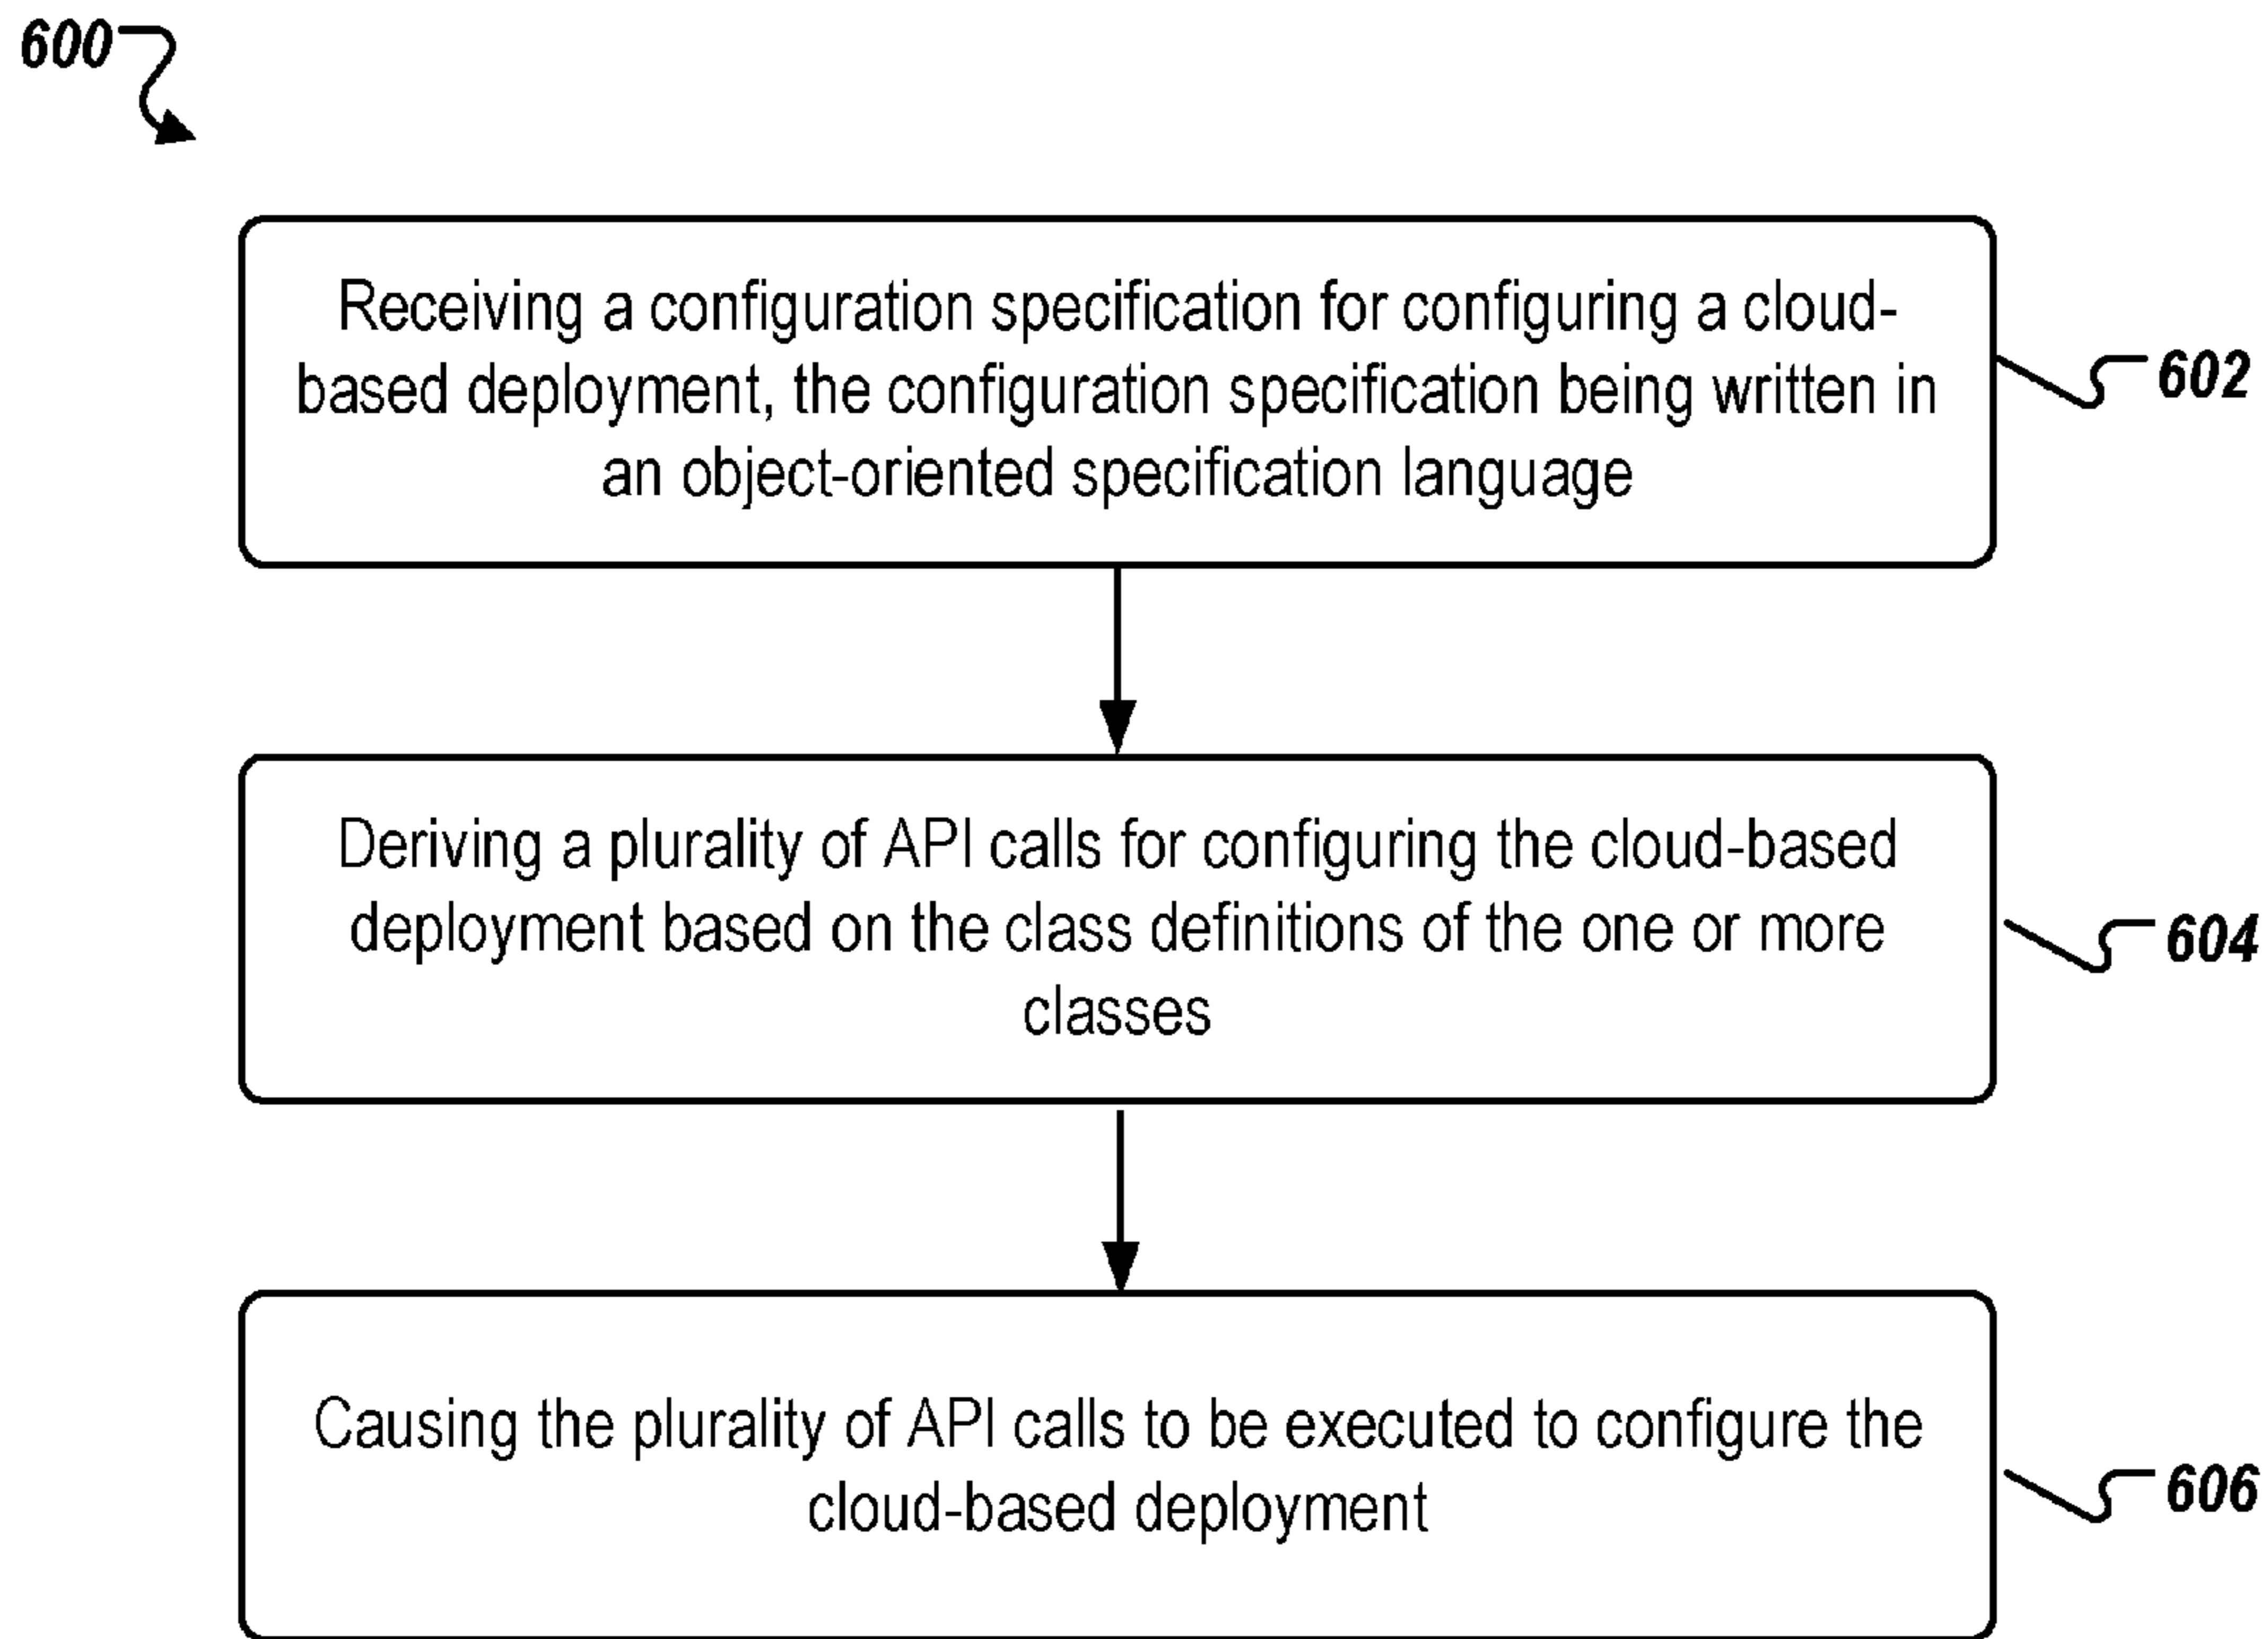 600
Receiving a configuration specification for configuring a cloud-
based deployment, the configuration specification being written in
an object-oriented specification language
602
Deriving a plurality of API calls for configuring the cloud-based
deployment based on the class definitions of the one or more
classes
604
Causing the plurality of API calls to be executed to configure the
cloud-based deployment
606